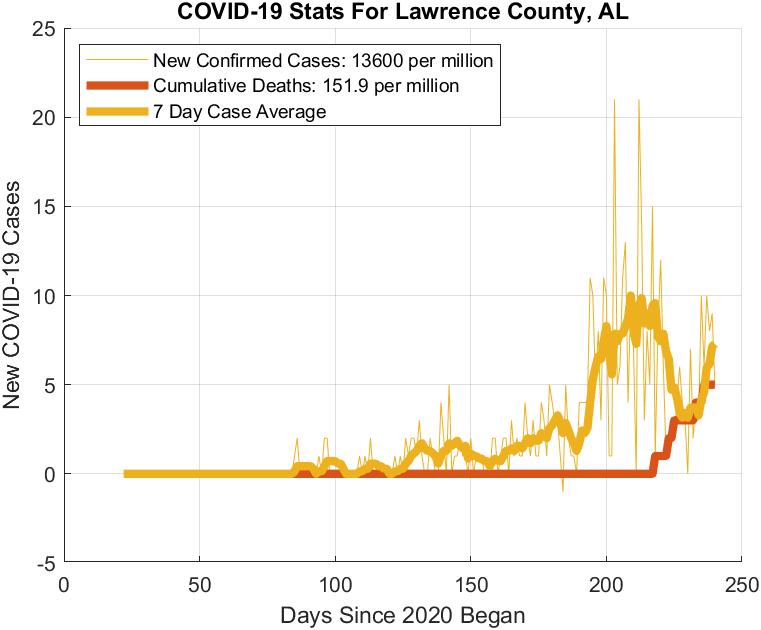 COVID-19 Stats For Lawrence County, AL
25
20
15
10
5
0
-5
New COVID-19 Cases
New Confirmed Cases: 13600 per million
Cumulative Deaths: 151.9 per million
7 Day Case Average
0 50 100 150 200 250
Days Since 2020 Began